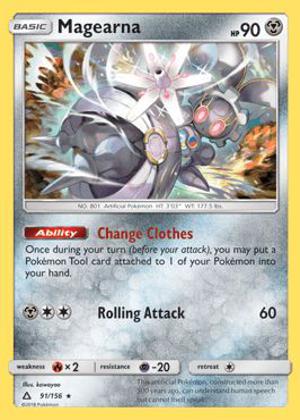 BASIC Magearna HP 90
NO. 801 Artificial Pokémon HT: 3'03" WT: 177.5 lbs.
Ability Change Clothes
Once during your turn (before your attack), you may put a
Pokémon Tool card attached to 1 of your Pokémon into
your hand.
Rolling Attack 60
weakness ×2 resistance -20 retreat
Illus. kawayoo
91/156 ★
©2018 Pokémon
This artificial Pokémon, constructed more than
500 years ago, can understand human speech
but cannot itself speak.